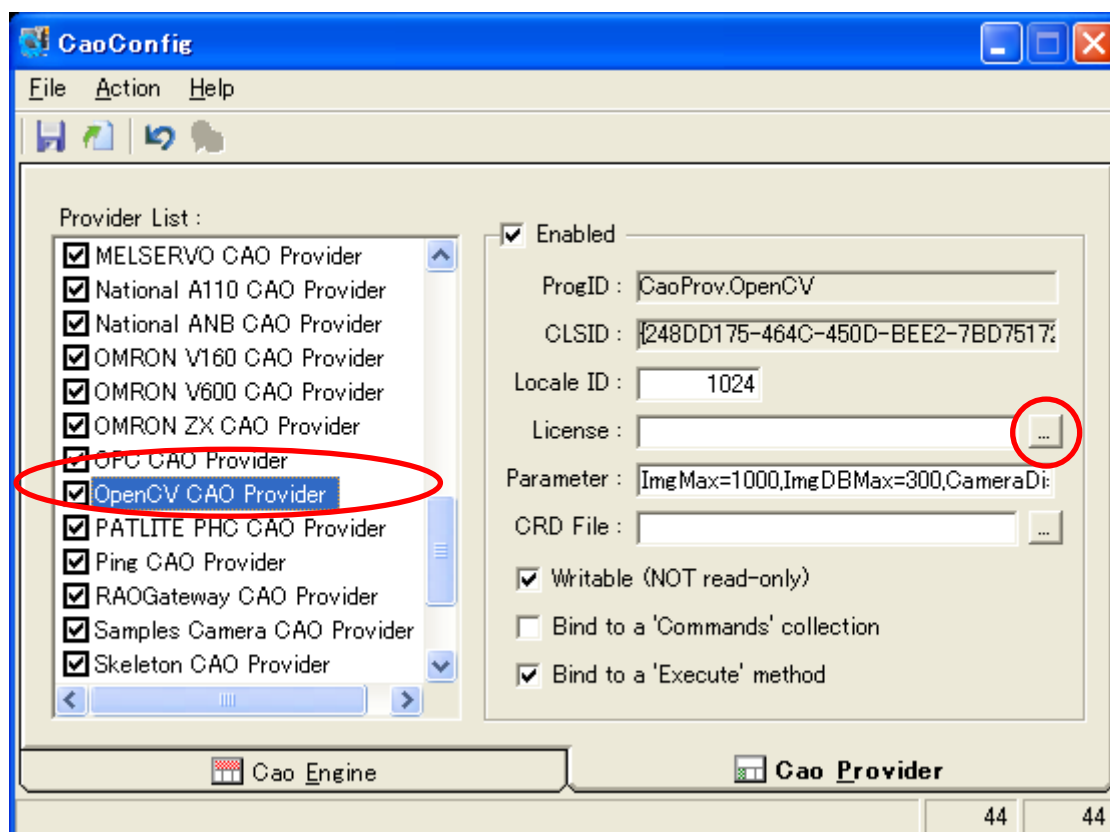 CaoConfig
File Action Help
Provider List :
MELSERVO CAO Provider
National A110 CAO Provider
National ANB CAO Provider
OMRON V160 CAO Provider
OMRON V600 CAO Provider
OMRON ZX CAO Provider
OPC CAO Provider
OpenCV CAO Provider
PATLITE PHC CAO Provider
Ping CAO Provider
RAOGateway CAO Provider
Samples Camera CAO Provider
Skeleton CAO Provider
Enabled
ProgID : CaoProv.OpenCV
CLSID : {248DD175-464C-450D-BEE2-7BD7517
Locale ID : 1024
License : ...
Parameter : ImgMax=1000,ImgDBMax=300,CameraDi
CRD File : ...
Writable (NOT read-only)
Bind to a 'Commands' collection
Bind to a 'Execute' method
Cao Engine
Cao Provider
44 44